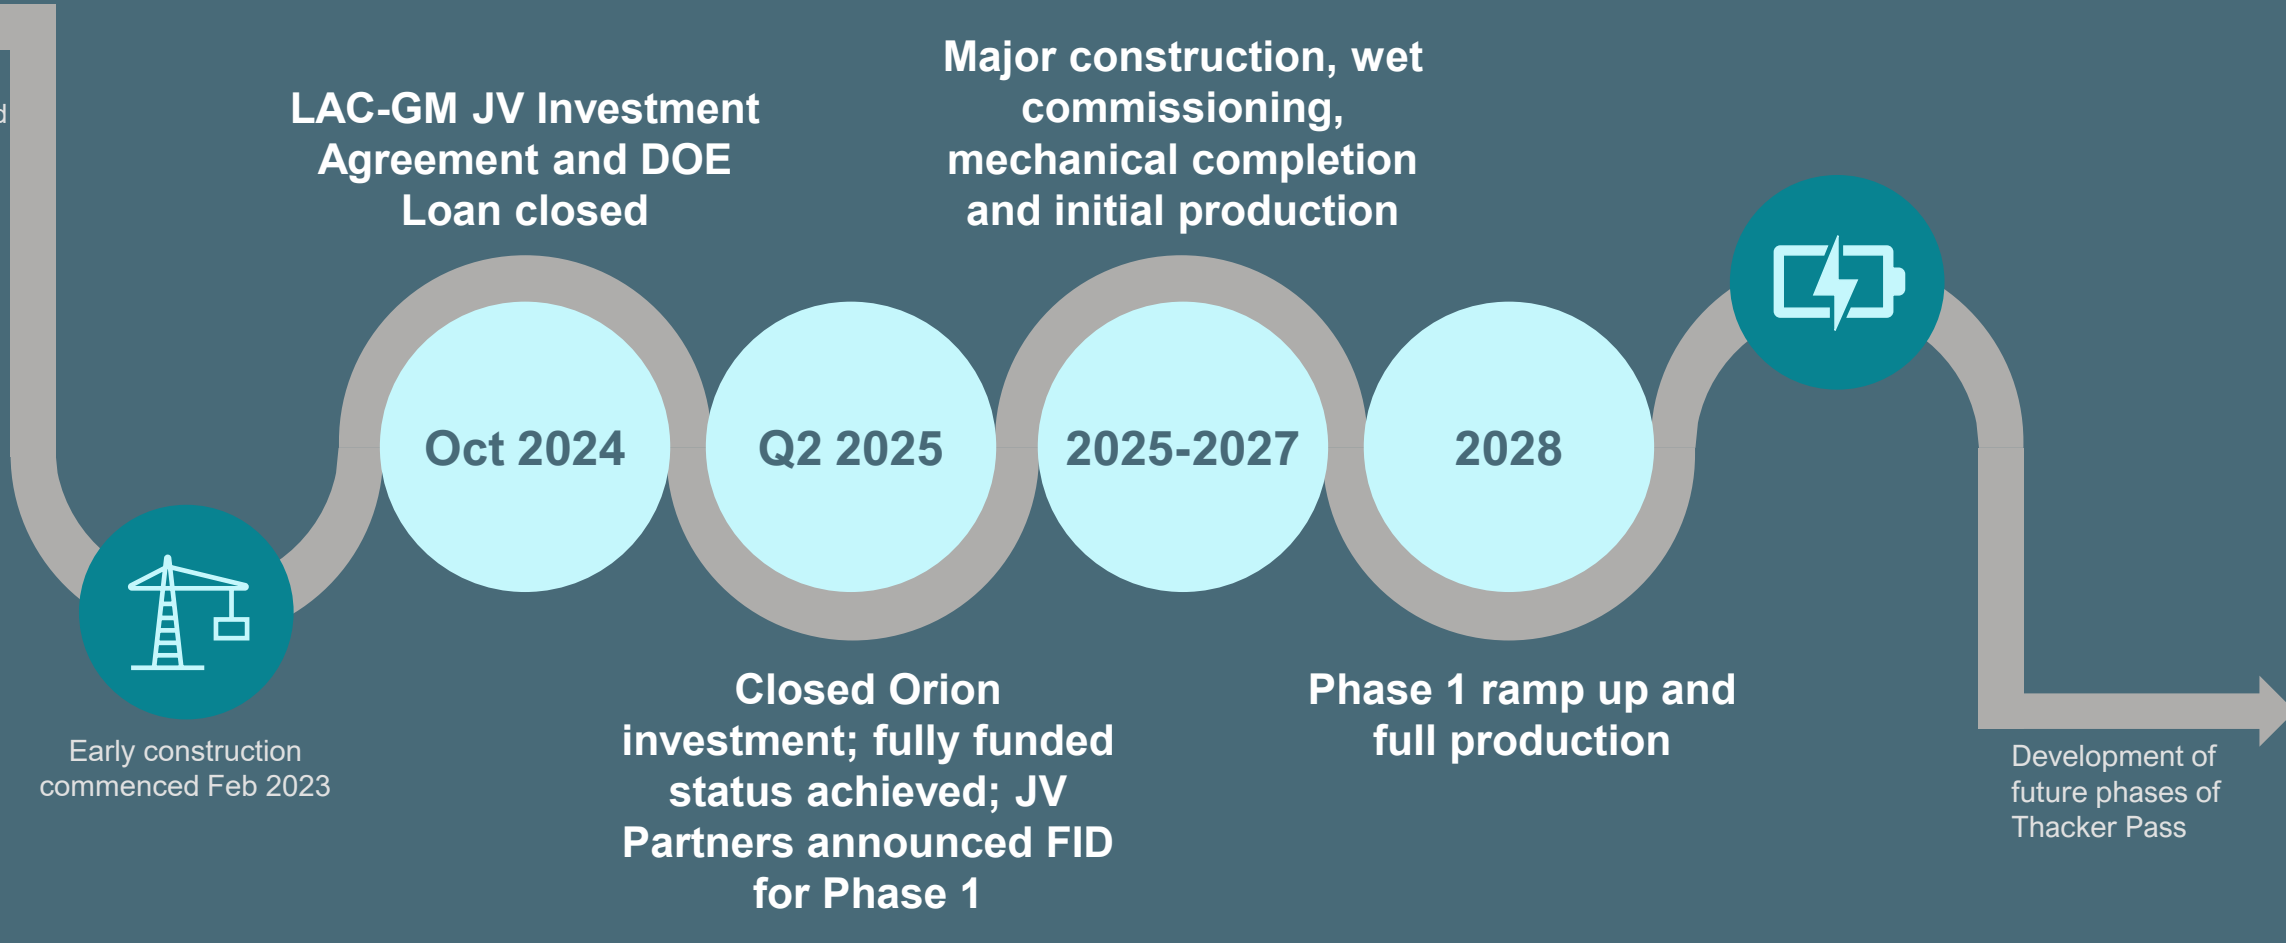 Early construction
commenced Feb 2023
LAC-GM JV Investment
Agreement and DOE
Loan closed
Oct 2024
Q2 2025
Closed Orion
investment; fully funded
status achieved; JV
Partners announced FID
for Phase 1
Major construction, wet
commissioning,
mechanical completion
and initial production
2025-2027
2028
Phase 1 ramp up and
full production
Development of
future phases of
Thacker Pass